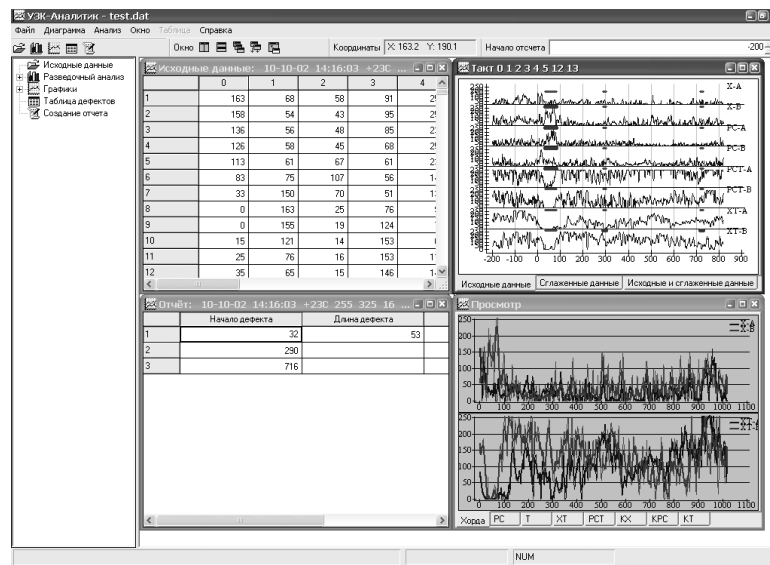 УЗК-Аналитик - test.dat
Файл Диаграмма Анализ Окно Таблица Справка
Окно Координаты X: 163.2 Y: 190.1 Начало отсчета -200
Исходные данные
Разведочный анализ
Графики
Таблица дефектов
Создание отчета
Исходные данные: 10-10-02 14:16:03 +23C ...
0 1 2 3 4
1 163 68 58 91
2 158 54 43 95
3 136 56 48 85
4 126 58 45 68
5 113 61 67 61
6 83 75 107 56
7 33 150 70 51
8 0 163 25 76
9 0 155 19 124
10 15 121 14 153
11 25 76 16 153
12 35 65 15 146
Такт 0 1 2 3 4 5 12 13
X-A
X-B
PC-A
PC-B
PCT-A
PCT-B
XT-A
XT-B
-200 -100 0 100 200 300 400 500 600 700 800 900
Исходные данные Сглаженные данные Исходные и сглаженные данные
Отчёт: 10-10-02 14:16:03 +23C 255 325 16 ...
Начало дефекта Длина дефекта
1 32 53
2 290
3 716
Просмотр
250
200
150
100
50
0
0 100 200 300 400 500 600 700 800 900 1000 1100
X-A
X-B
250
200
150
100
50
0
0 100 200 300 400 500 600 700 800 900 1000 1100
XT-B
Хорда PC T XT PCT KX KPC KT
NUM